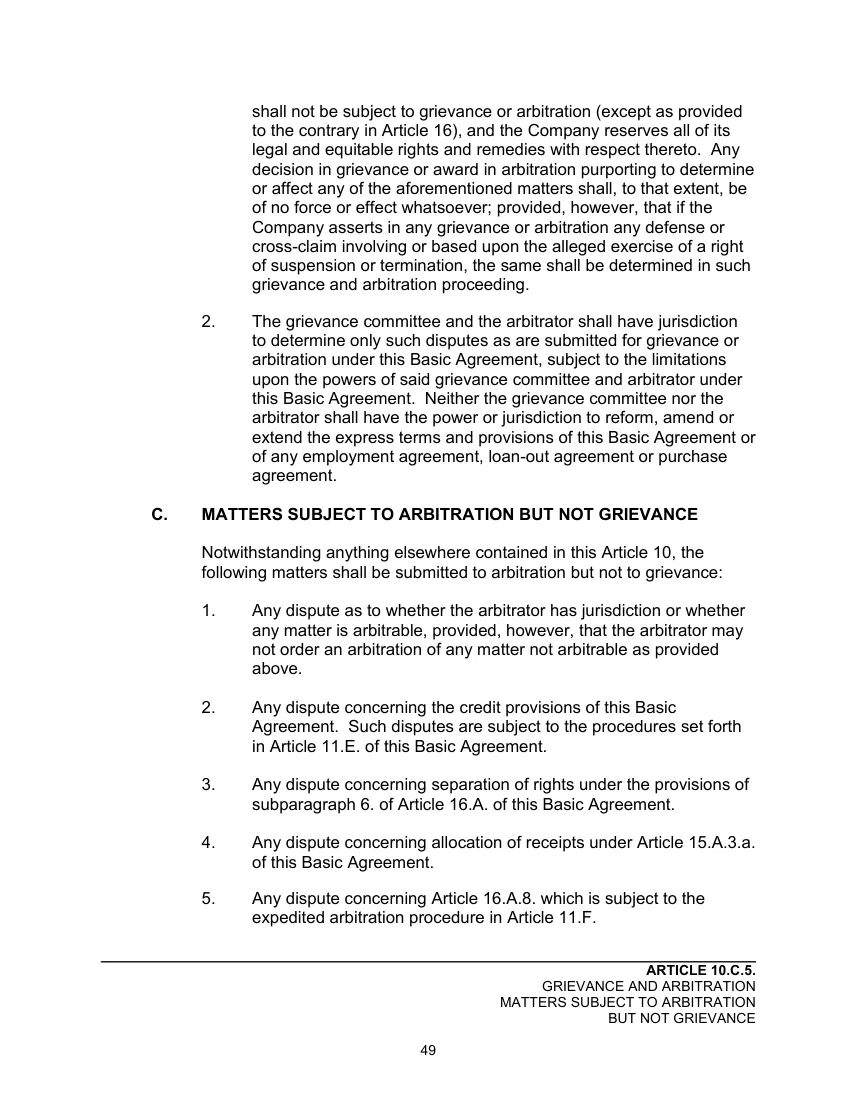 shall not be subject to grievance or arbitration (except as provided
to the contrary in Article 16), and the Company reserves all of its
legal and equitable rights and remedies with respect thereto.  Any
decision in grievance or award in arbitration purporting to determine
or affect any of the aforementioned matters shall, to that extent, be
of no force or effect whatsoever; provided, however, that if the
Company asserts in any grievance or arbitration any defense or
cross-claim involving or based upon the alleged exercise of a right
of suspension or termination, the same shall be determined in such
grievance and arbitration proceeding.
2. The grievance committee and the arbitrator shall have jurisdiction
to determine only such disputes as are submitted for grievance or
arbitration under this Basic Agreement, subject to the limitations
upon the powers of said grievance committee and arbitrator under
this Basic Agreement.  Neither the grievance committee nor the
arbitrator shall have the power or jurisdiction to reform, amend or
extend the express terms and provisions of this Basic Agreement or
of any employment agreement, loan-out agreement or purchase
agreement.
C. MATTERS SUBJECT TO ARBITRATION BUT NOT GRIEVANCE
Notwithstanding anything elsewhere contained in this Article 10, the
following matters shall be submitted to arbitration but not to grievance:
1. Any dispute as to whether the arbitrator has jurisdiction or whether
any matter is arbitrable, provided, however, that the arbitrator may
not order an arbitration of any matter not arbitrable as provided
above.
2. Any dispute concerning the credit provisions of this Basic
Agreement.  Such disputes are subject to the procedures set forth
in Article 11.E. of this Basic Agreement.
3. Any dispute concerning separation of rights under the provisions of
subparagraph 6. of Article 16.A. of this Basic Agreement.
4. Any dispute concerning allocation of receipts under Article 15.A.3.a.
of this Basic Agreement.
5. Any dispute concerning Article 16.A.8. which is subject to the
expedited arbitration procedure in Article 11.F.
ARTICLE 10.C.5.
GRIEVANCE AND ARBITRATION
MATTERS SUBJECT TO ARBITRATION
BUT NOT GRIEVANCE
49